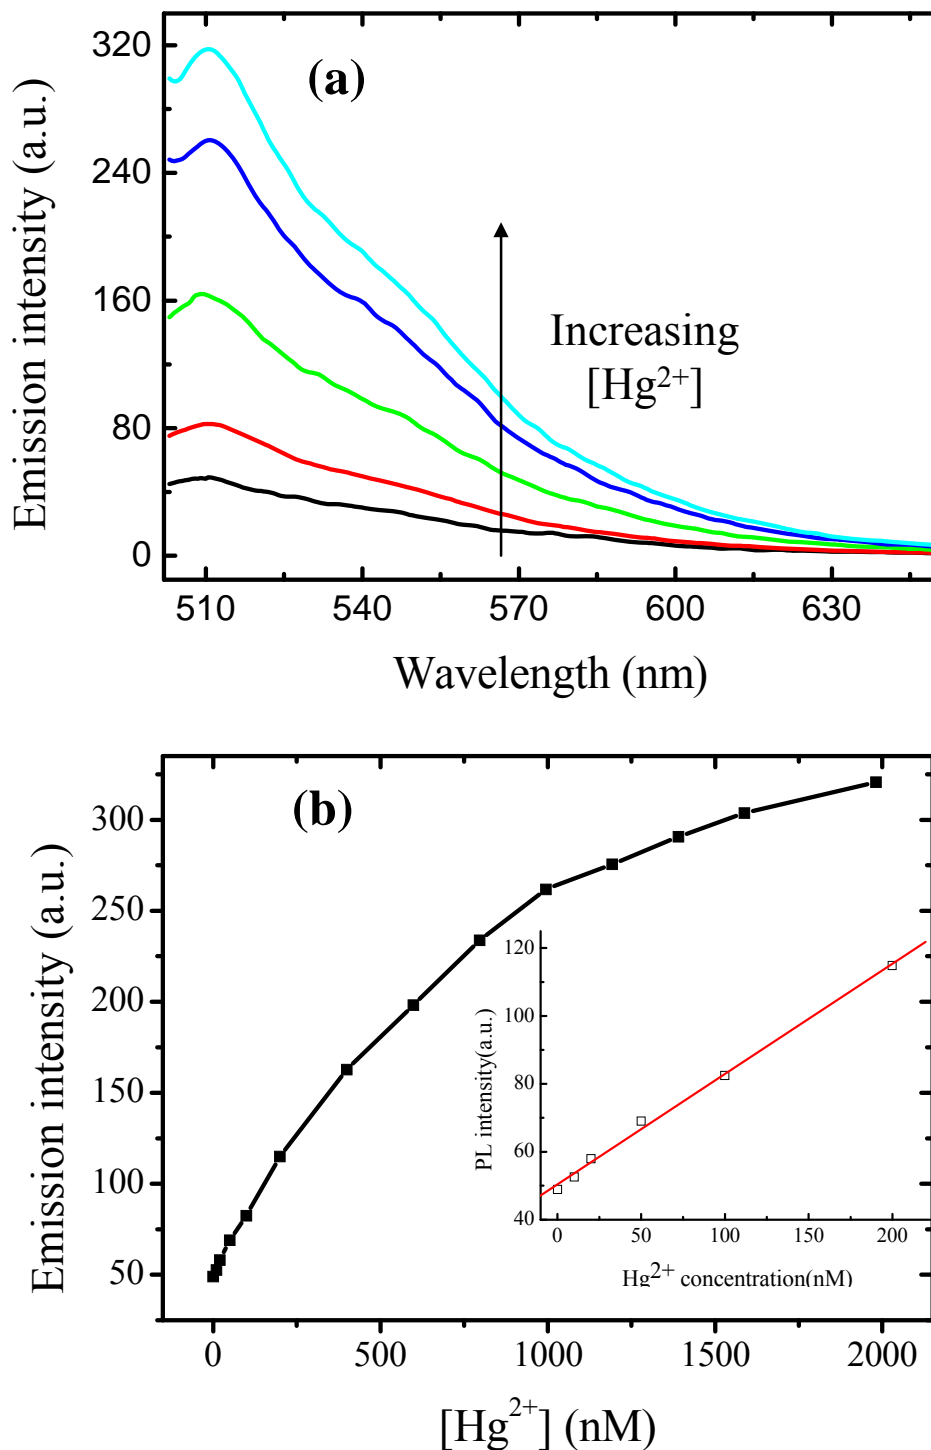 (a)
Emission intensity (a.u.)
320
240
160
80
0
Increasing
[Hg²⁺]
510 540 570 600 630
Wavelength (nm)
(b)
Emission intensity (a.u.)
300
250
200
150
100
50
PL intensity(a.u.)
120
100
80
60
40
0 50 100 150 200
Hg²⁺ concentration(nM)
0 500 1000 1500 2000
[Hg²⁺] (nM)